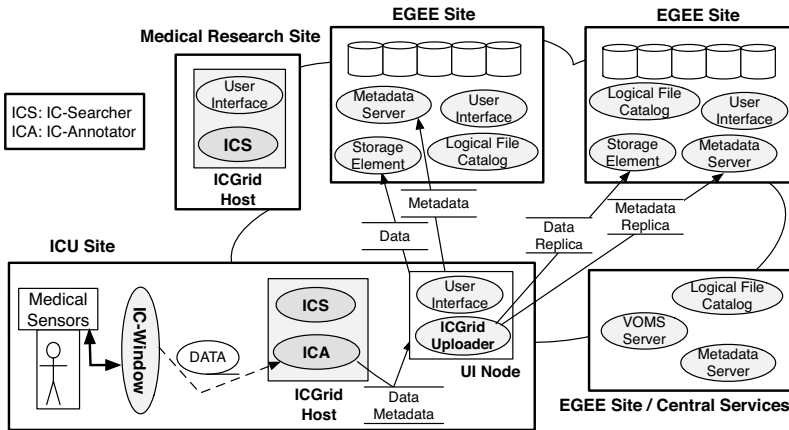 EGEE Site
EGEE Site
Medical Research Site
User
Interface
ICS
ICGrid
Host
Metadata
Server
User
Interface
Storage
Element
Logical File
Catalog
Logical File
Catalog
User
Interface
Storage
Element
Metadata
Server
ICS: IC-Searcher
ICA: IC-Annotator
Metadata
Data
Data
Replica
Metadata
Replica
ICU Site
Medical
Sensors
IC-Window
DATA
ICS
ICA
ICGrid
Host
Data
Metadata
User
Interface
ICGrid
Uploader
UI Node
Logical File
Catalog
VOMS
Server
Metadata
Server
EGEE Site / Central Services